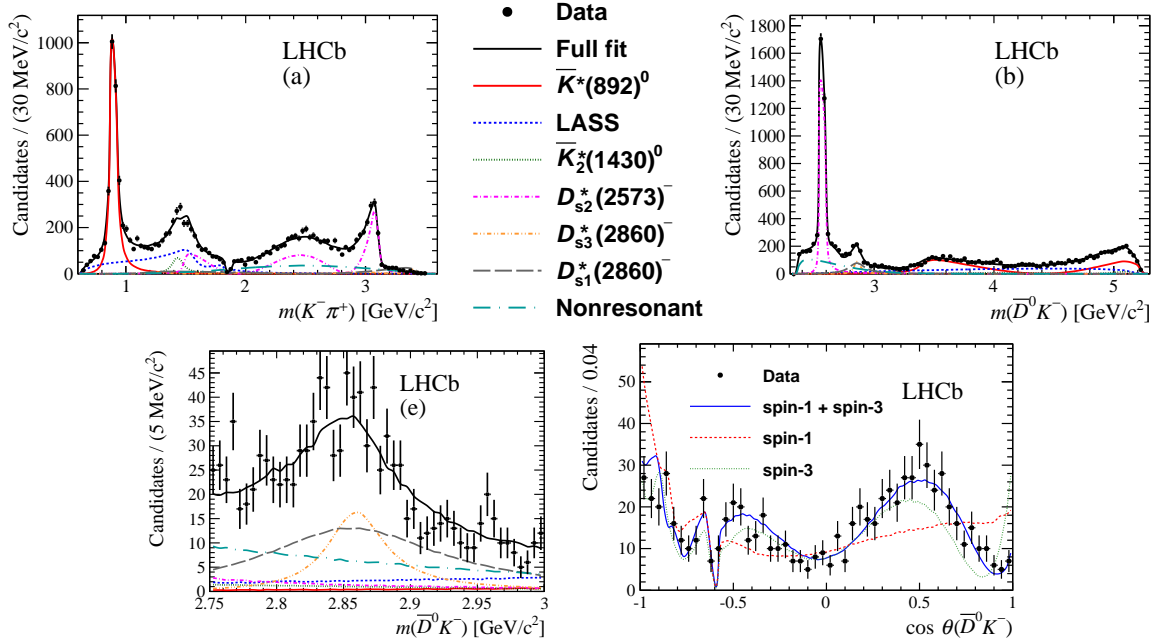 LHCb
(a)
Candidates / (30 MeV/c²)
1000
800
600
400
200
0
1
2
3
m(K⁻π⁺) [GeV/c²]
Data
Full fit
K̅*(892)⁰
LASS
K̅₂*(1430)⁰
D*ₛ₂(2573)⁻
D*ₛ₃(2860)⁻
D*ₛ₁(2860)⁻
Nonresonant
LHCb
(b)
Candidates / (30 MeV/c²)
1800
1600
1400
1200
1000
800
600
400
200
0
3
4
5
m(D̅⁰K⁻) [GeV/c²]
LHCb
(e)
Candidates / (5 MeV/c²)
45
40
35
30
25
20
15
10
5
0
2.75
2.8
2.85
2.9
2.95
3
m(D̅⁰K⁻) [GeV/c²]
Candidates / 0.04
50
40
30
20
10
0
-1
-0.5
0
0.5
1
cos θ(D̅⁰K⁻)
LHCb
Data
spin-1 + spin-3
spin-1
spin-3